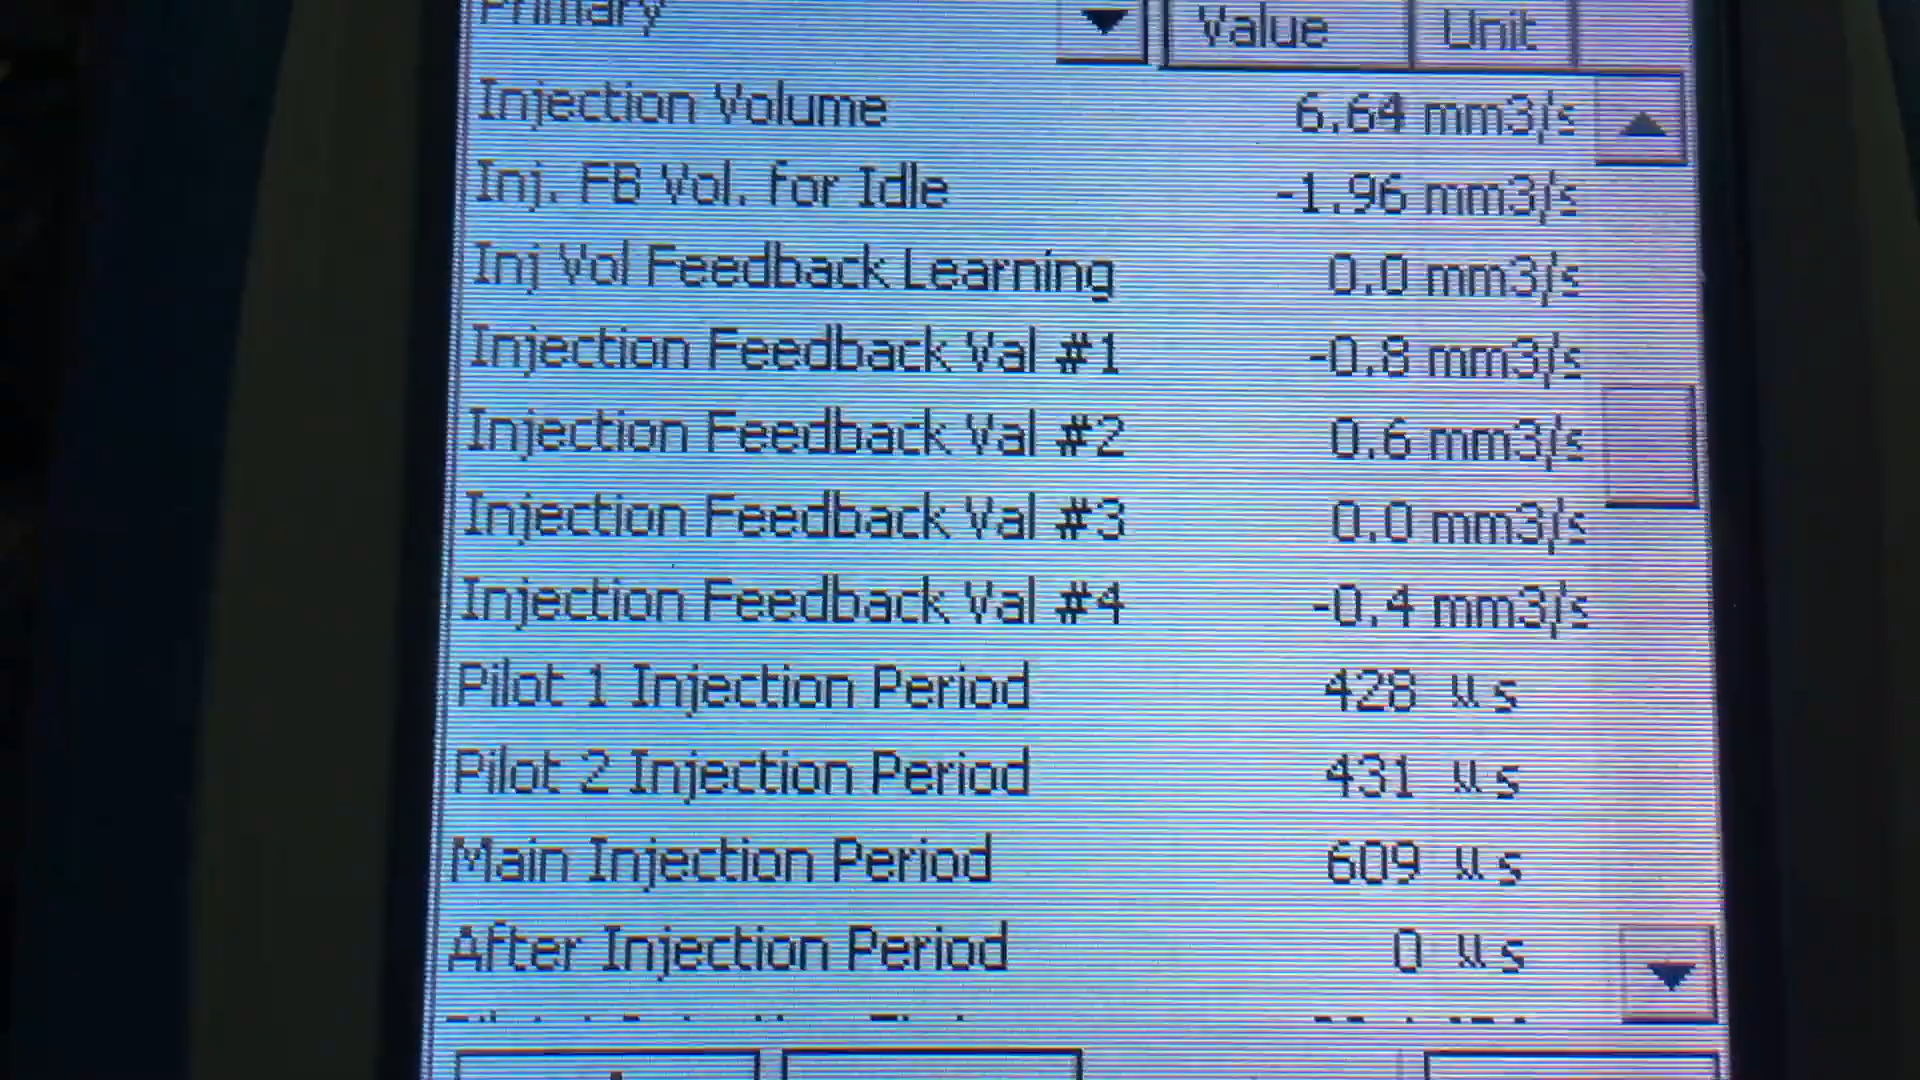 Primary Value Unit
Injection Volume 6.64 mm3/s
Inj. FB Vol. for Idle -1.96 mm3/s
Inj Vol Feedback Learning 0.0 mm3/s
Injection Feedback Val #1 -0.8 mm3/s
Injection Feedback Val #2 0.6 mm3/s
Injection Feedback Val #3 0.0 mm3/s
Injection Feedback Val #4 -0.4 mm3/s
Pilot 1 Injection Period 428 µs
Pilot 2 Injection Period 431 µs
Main Injection Period 609 µs
After Injection Period 0 µs